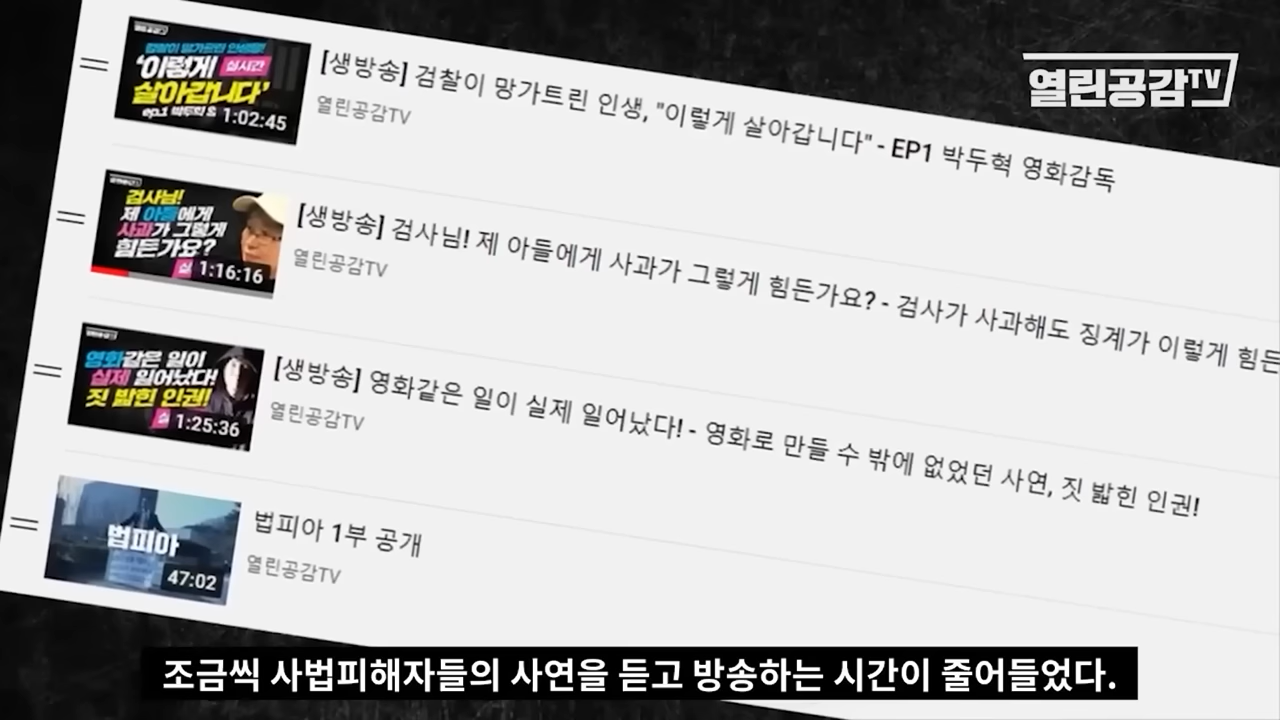 열린공감TV
검찰이 망가트린 인생!
'이렇게 실시간
살아갑니다'
1:02:45
[생방송] 검찰이 망가트린 인생, "이렇게 살아갑니다" - EP1 박두혁 영화감독
열린공감TV
검사님!
제 아들에게
사과가 그렇게
힘든가요?
1:16:16
[생방송] 검사님! 제 아들에게 사과가 그렇게 힘든가요? - 검사가 사과해도 징계가 이렇게 힘든
열린공감TV
영화같은 일이
실제 일어났다!
짓 밟힌 인권!
1:25:36
[생방송] 영화같은 일이 실제 일어났다! - 영화로 만들 수 밖에 없었던 사연, 짓 밟힌 인권!
열린공감TV
법피아
47:02
법피아 1부 공개
열린공감TV
조금씩 사법피해자들의 사연을 듣고 방송하는 시간이 줄어들었다.